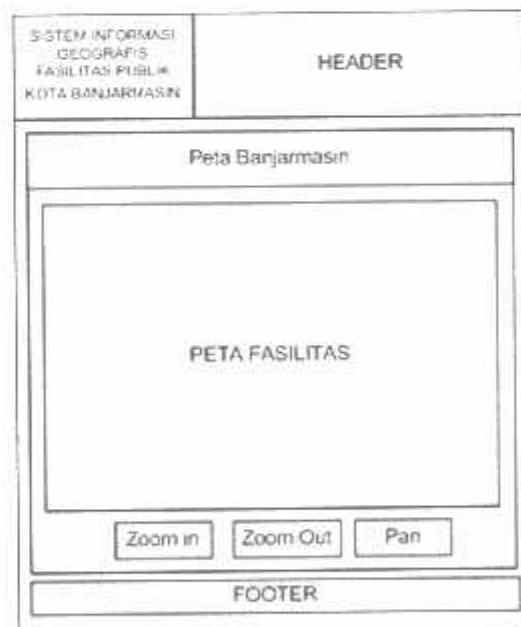 SISTEM INFORMASI
GEOGRAFIS
FASILITAS PUBLIK
KOTA BANJARMASIN
HEADER
Peta Banjarmasin
PETA FASILITAS
Zoom in
Zoom Out
Pan
FOOTER